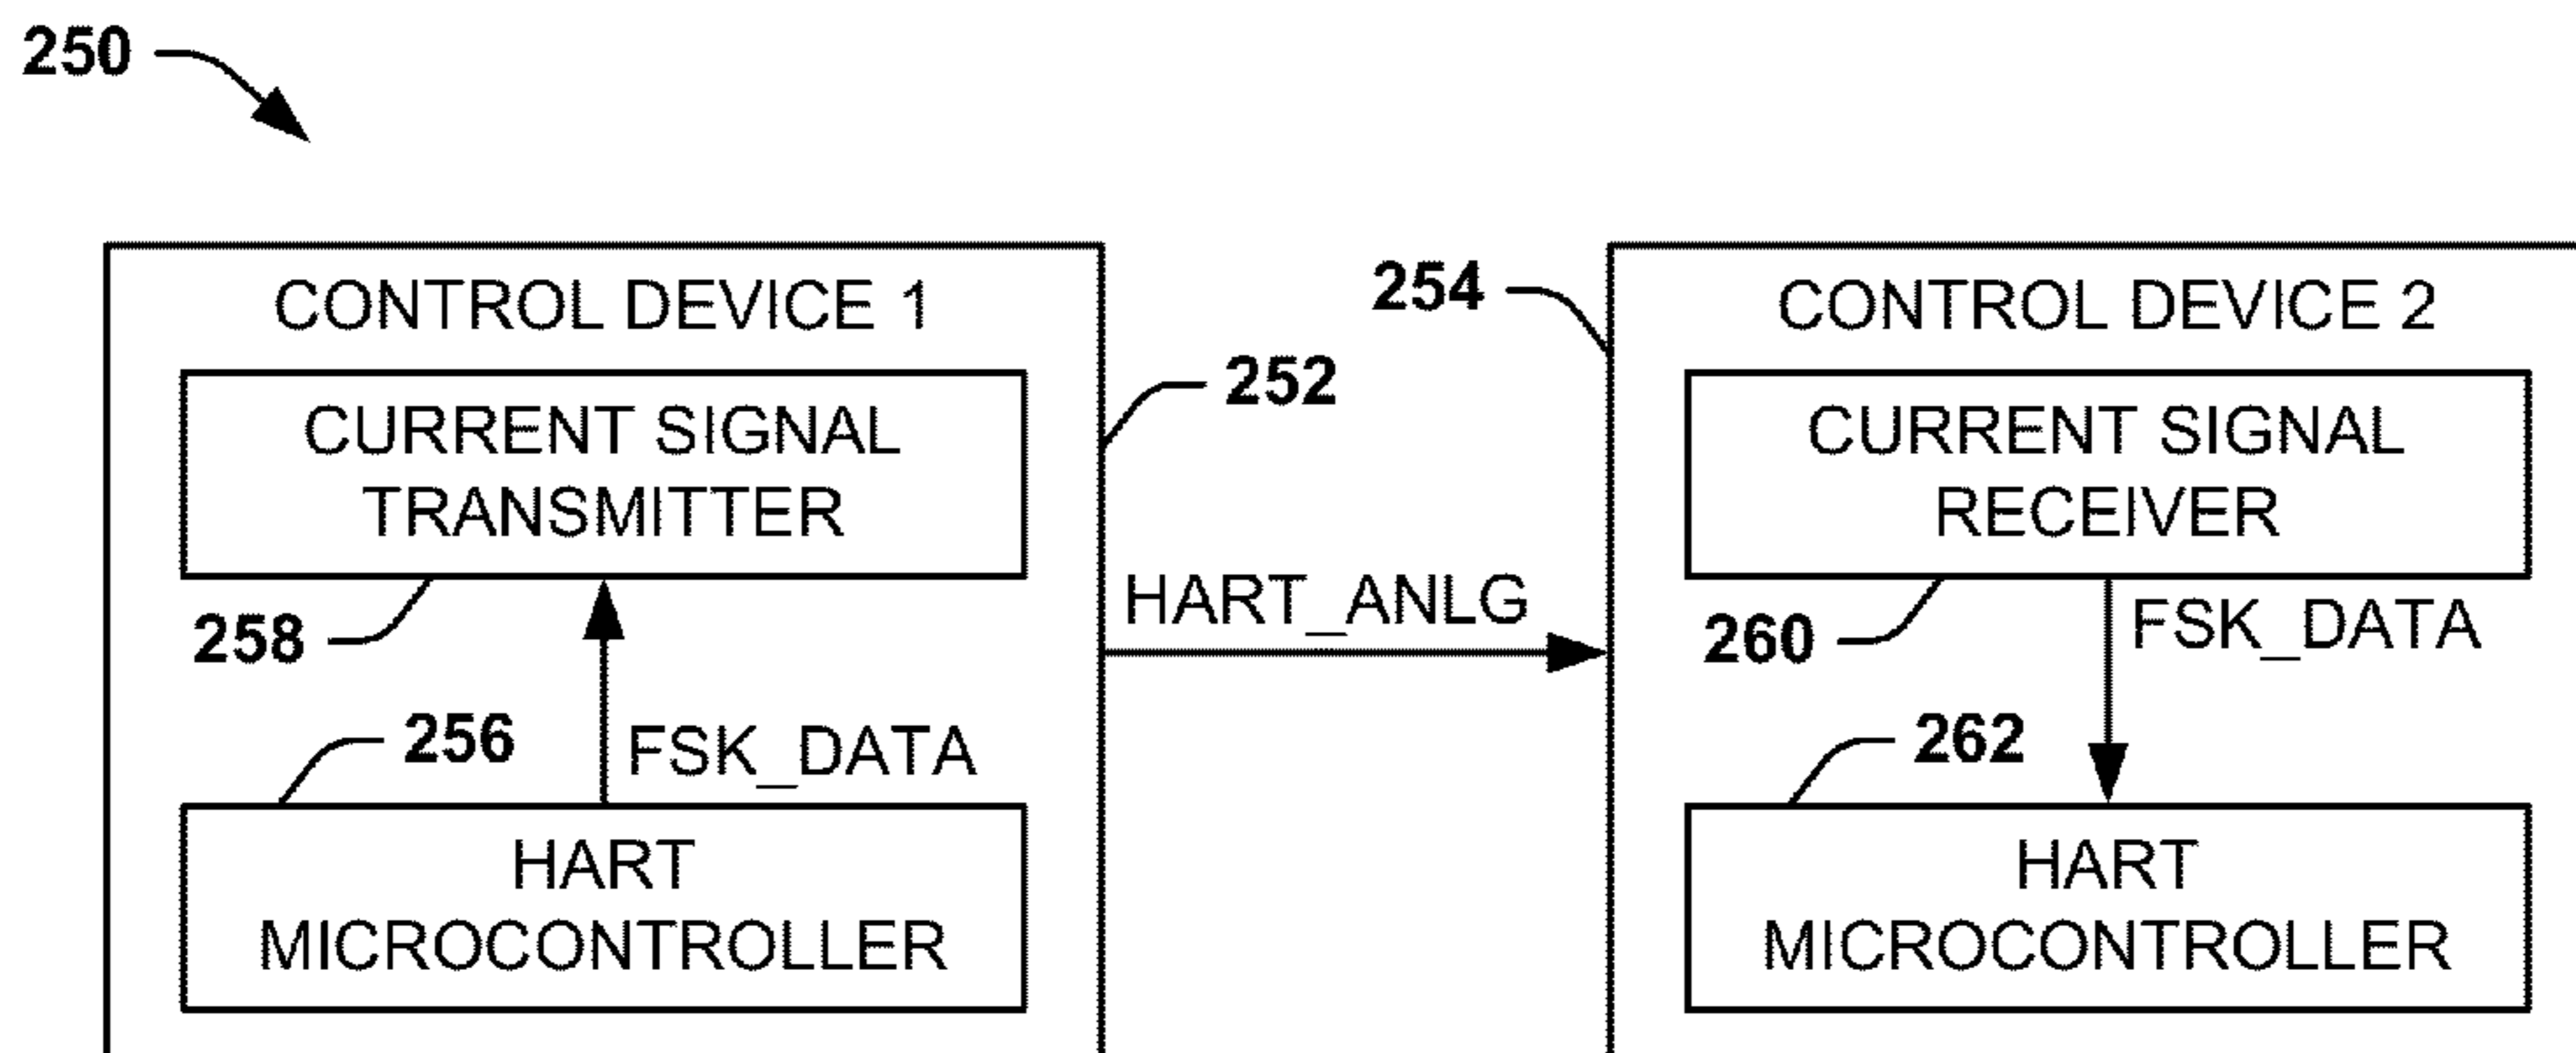 250
CONTROL DEVICE 1
CURRENT SIGNAL
TRANSMITTER
258
252
256
FSK_DATA
HART
MICROCONTROLLER
HART_ANLG
254
CONTROL DEVICE 2
CURRENT SIGNAL
RECEIVER
260
FSK_DATA
262
HART
MICROCONTROLLER